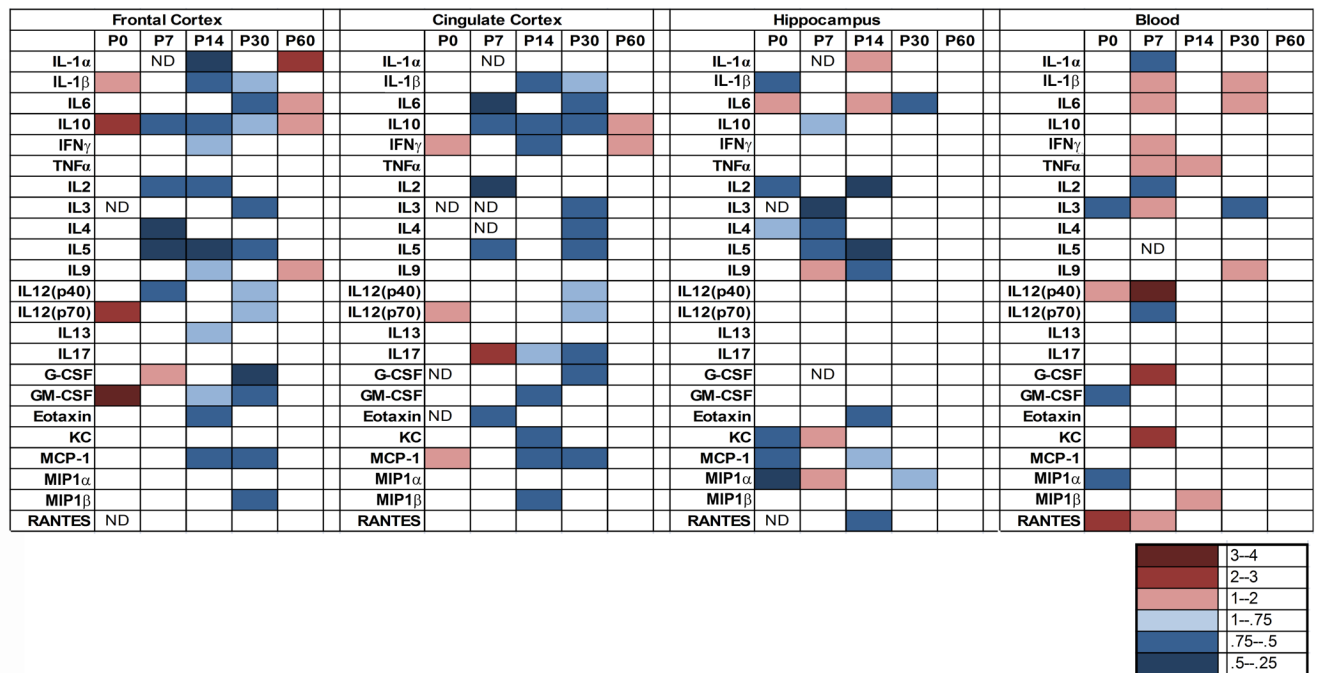 Frontal Cortex Cingulate Cortex Hippocampus Blood
P0 P7 P14 P30 P60 P0 P7 P14 P30 P60 P0 P7 P14 P30 P60 P0 P7 P14 P30 P60
IL-1α ND IL-1α ND IL-1α ND IL-1α
IL-1β IL-1β IL-1β IL-1β
IL6 IL6 IL6 IL6
IL10 IL10 IL10 IL10
IFNγ IFNγ IFNγ IFNγ
TNFα TNFα TNFα TNFα
IL2 IL2 IL2 IL2
IL3 ND IL3 ND ND IL3 ND IL3
IL4 IL4 ND IL4 IL4
IL5 IL5 IL5 IL5 ND
IL9 IL9 IL9 IL9
IL12(p40) IL12(p40) IL12(p40) IL12(p40)
IL12(p70) IL12(p70) IL12(p70) IL12(p70)
IL13 IL13 IL13 IL13
IL17 IL17 IL17 IL17
G-CSF G-CSF ND G-CSF ND G-CSF
GM-CSF GM-CSF GM-CSF GM-CSF
Eotaxin Eotaxin ND Eotaxin Eotaxin
KC KC KC KC
MCP-1 MCP-1 MCP-1 MCP-1
MIP1α MIP1α MIP1α MIP1α
MIP1β MIP1β MIP1β MIP1β
RANTES ND RANTES RANTES ND RANTES
3--4
2--3
1--2
1--.75
.75--.5
.5--.25